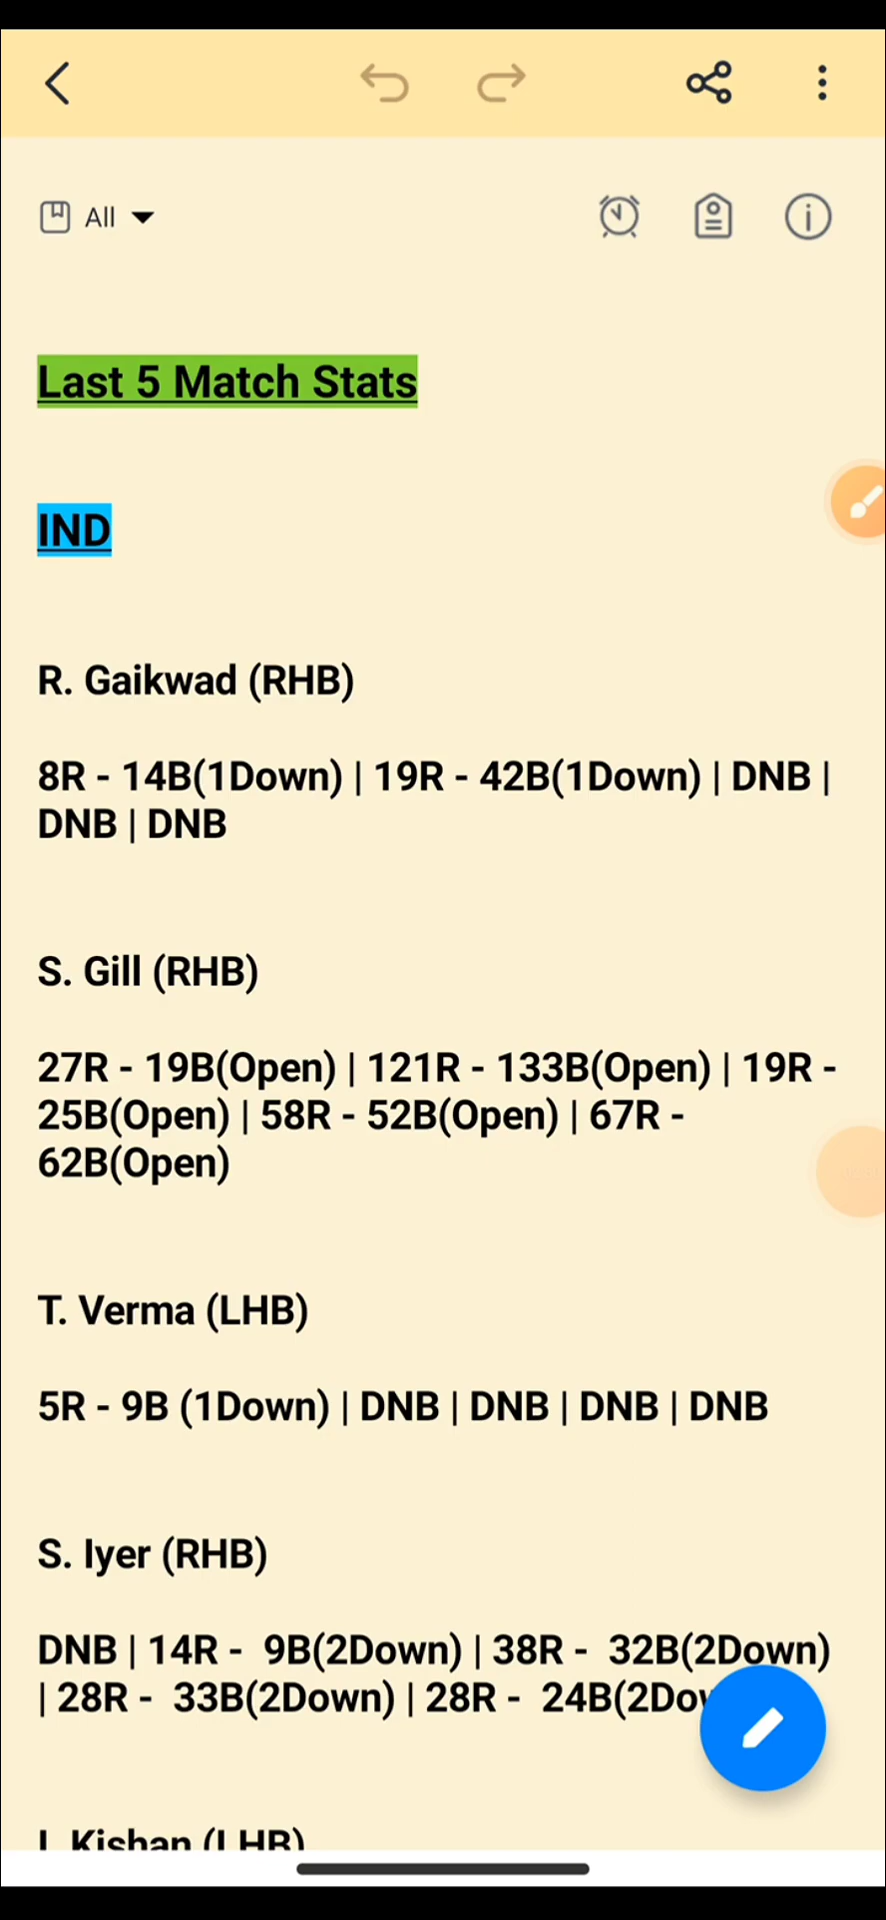 All
Last 5 Match Stats
IND
R. Gaikwad (RHB)
8R - 14B(1Down) | 19R - 42B(1Down) | DNB |
DNB | DNB
S. Gill (RHB)
27R - 19B(Open) | 121R - 133B(Open) | 19R -
25B(Open) | 58R - 52B(Open) | 67R -
62B(Open)
T. Verma (LHB)
5R - 9B (1Down) | DNB | DNB | DNB | DNB
S. Iyer (RHB)
DNB | 14R - 9B(2Down) | 38R - 32B(2Down)
| 28R - 33B(2Down) | 28R - 24B(2Dow
I. Kishan (LHB)